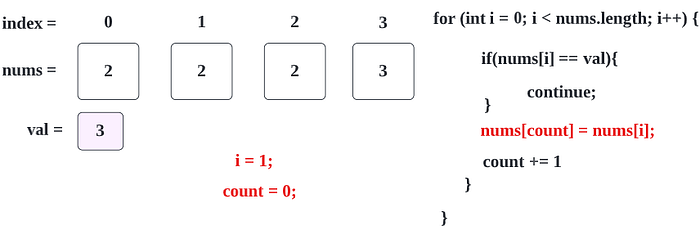 index = 0 1 2 3
for (int i = 0; i < nums.length; i++) {
nums = 2 2 2 3
if(nums[i] == val){
continue;
}
val = 3
nums[count] = nums[i];
i = 1;
count += 1
count = 0;
}
}